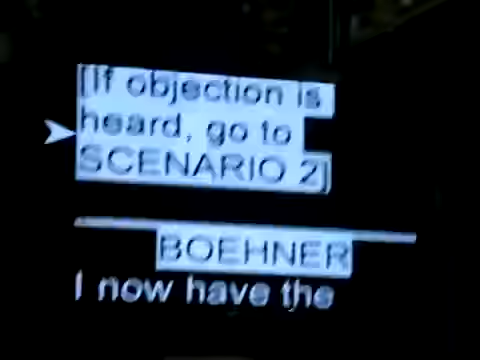 [If objection is
heard, go to
SCENARIO 2]
BOEHNER
I now have the